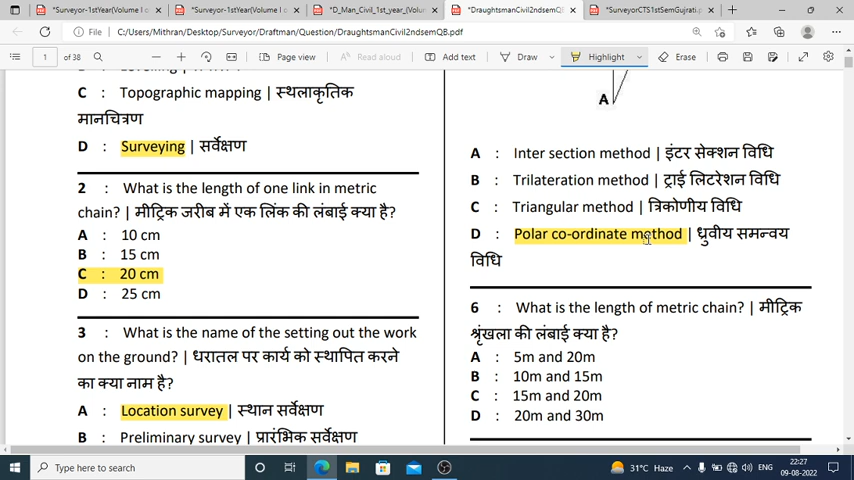 *Surveyor-1stYear(Volume I o
*Surveyor-1stYear(Volume I o
*D_Man_Civil_1st_year_(Volum
*DraughtsmanCivil2ndsemQB.p
*SurveyorCTS1stSemGujrati.p
File
C:/Users/Mithran/Desktop/Surveyor/Draftman/Question/DraughtsmanCivil2ndsemQB.pdf
1 of 38
Page view
Read aloud
Add text
Draw
Highlight
Erase
C : Topographic mapping | स्थलाकृतिक
मानचित्रण
D : Surveying | सर्वेक्षण
2 : What is the length of one link in metric
chain? | मीट्रिक जरीब में एक लिंक की लंबाई क्या है?
A : 10 cm
B : 15 cm
C : 20 cm
D : 25 cm
3 : What is the name of the setting out the work
on the ground? | धरातल पर कार्य को स्थापित करने
का क्या नाम है?
A : Location survey | स्थान सर्वेक्षण
B : Preliminary survey | प्रारंभिक सर्वेक्षण
A
A : Inter section method | इंटर सेक्शन विधि
B : Trilateration method | ट्राई लिटरेशन विधि
C : Triangular method | त्रिकोणीय विधि
D : Polar co-ordinate method | ध्रुवीय समन्वय
विधि
6 : What is the length of metric chain? | मीट्रिक
श्रृंखला की लंबाई क्या है?
A : 5m and 20m
B : 10m and 15m
C : 15m and 20m
D : 20m and 30m
Type here to search
31°C Haze
ENG
22:27
09-08-2022